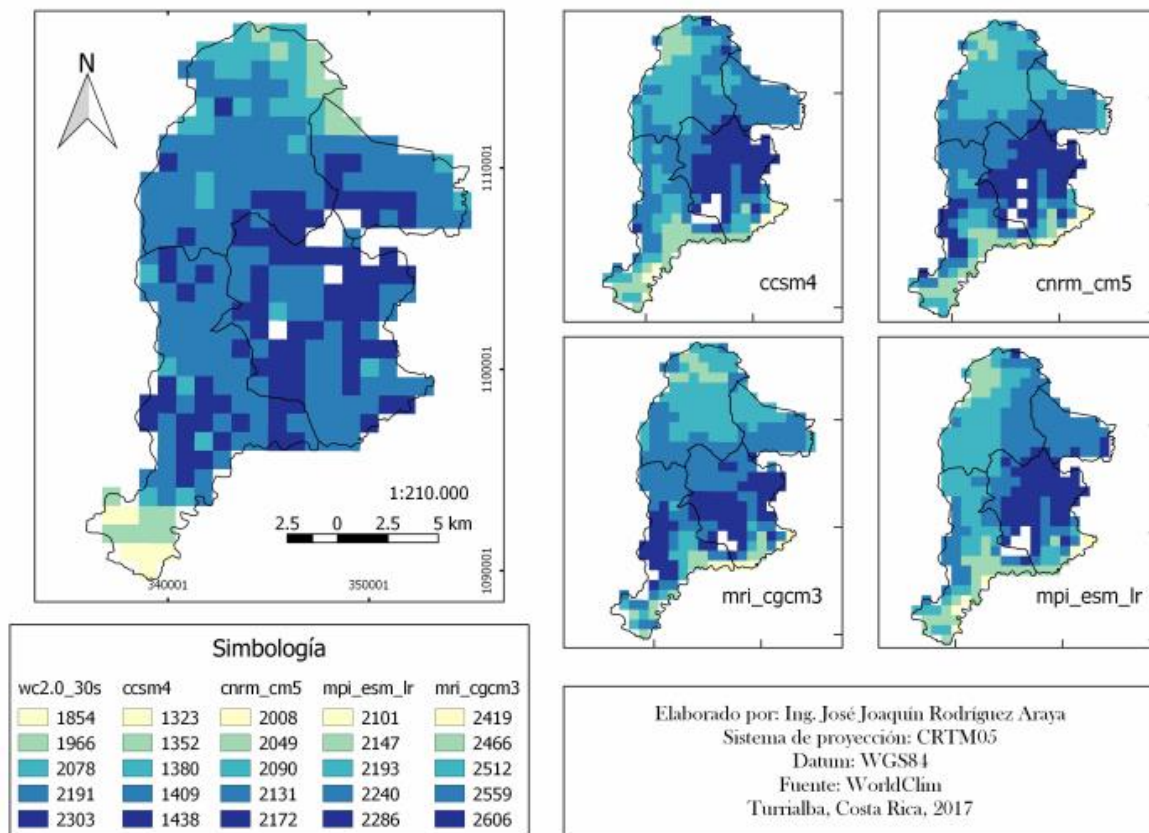 N
1110001
1100001
1090001
1:210.000
2.5 0 2.5 5 km
340001 350001
ccsm4
cnrm_cm5
mri_cgcm3
mpi_esm_lr
Simbología
wc2.0_30s ccsm4 cnrm_cm5 mpi_esm_lr mri_cgcm3
1854 1323 2008 2101 2419
1966 1352 2049 2147 2466
2078 1380 2090 2193 2512
2191 1409 2131 2240 2559
2303 1438 2172 2286 2606
Elaborado por: Ing. José Joaquín Rodríguez Araya
Sistema de proyección: CRTM05
Datum: WGS84
Fuente: WorldClim
Turrialba, Costa Rica, 2017